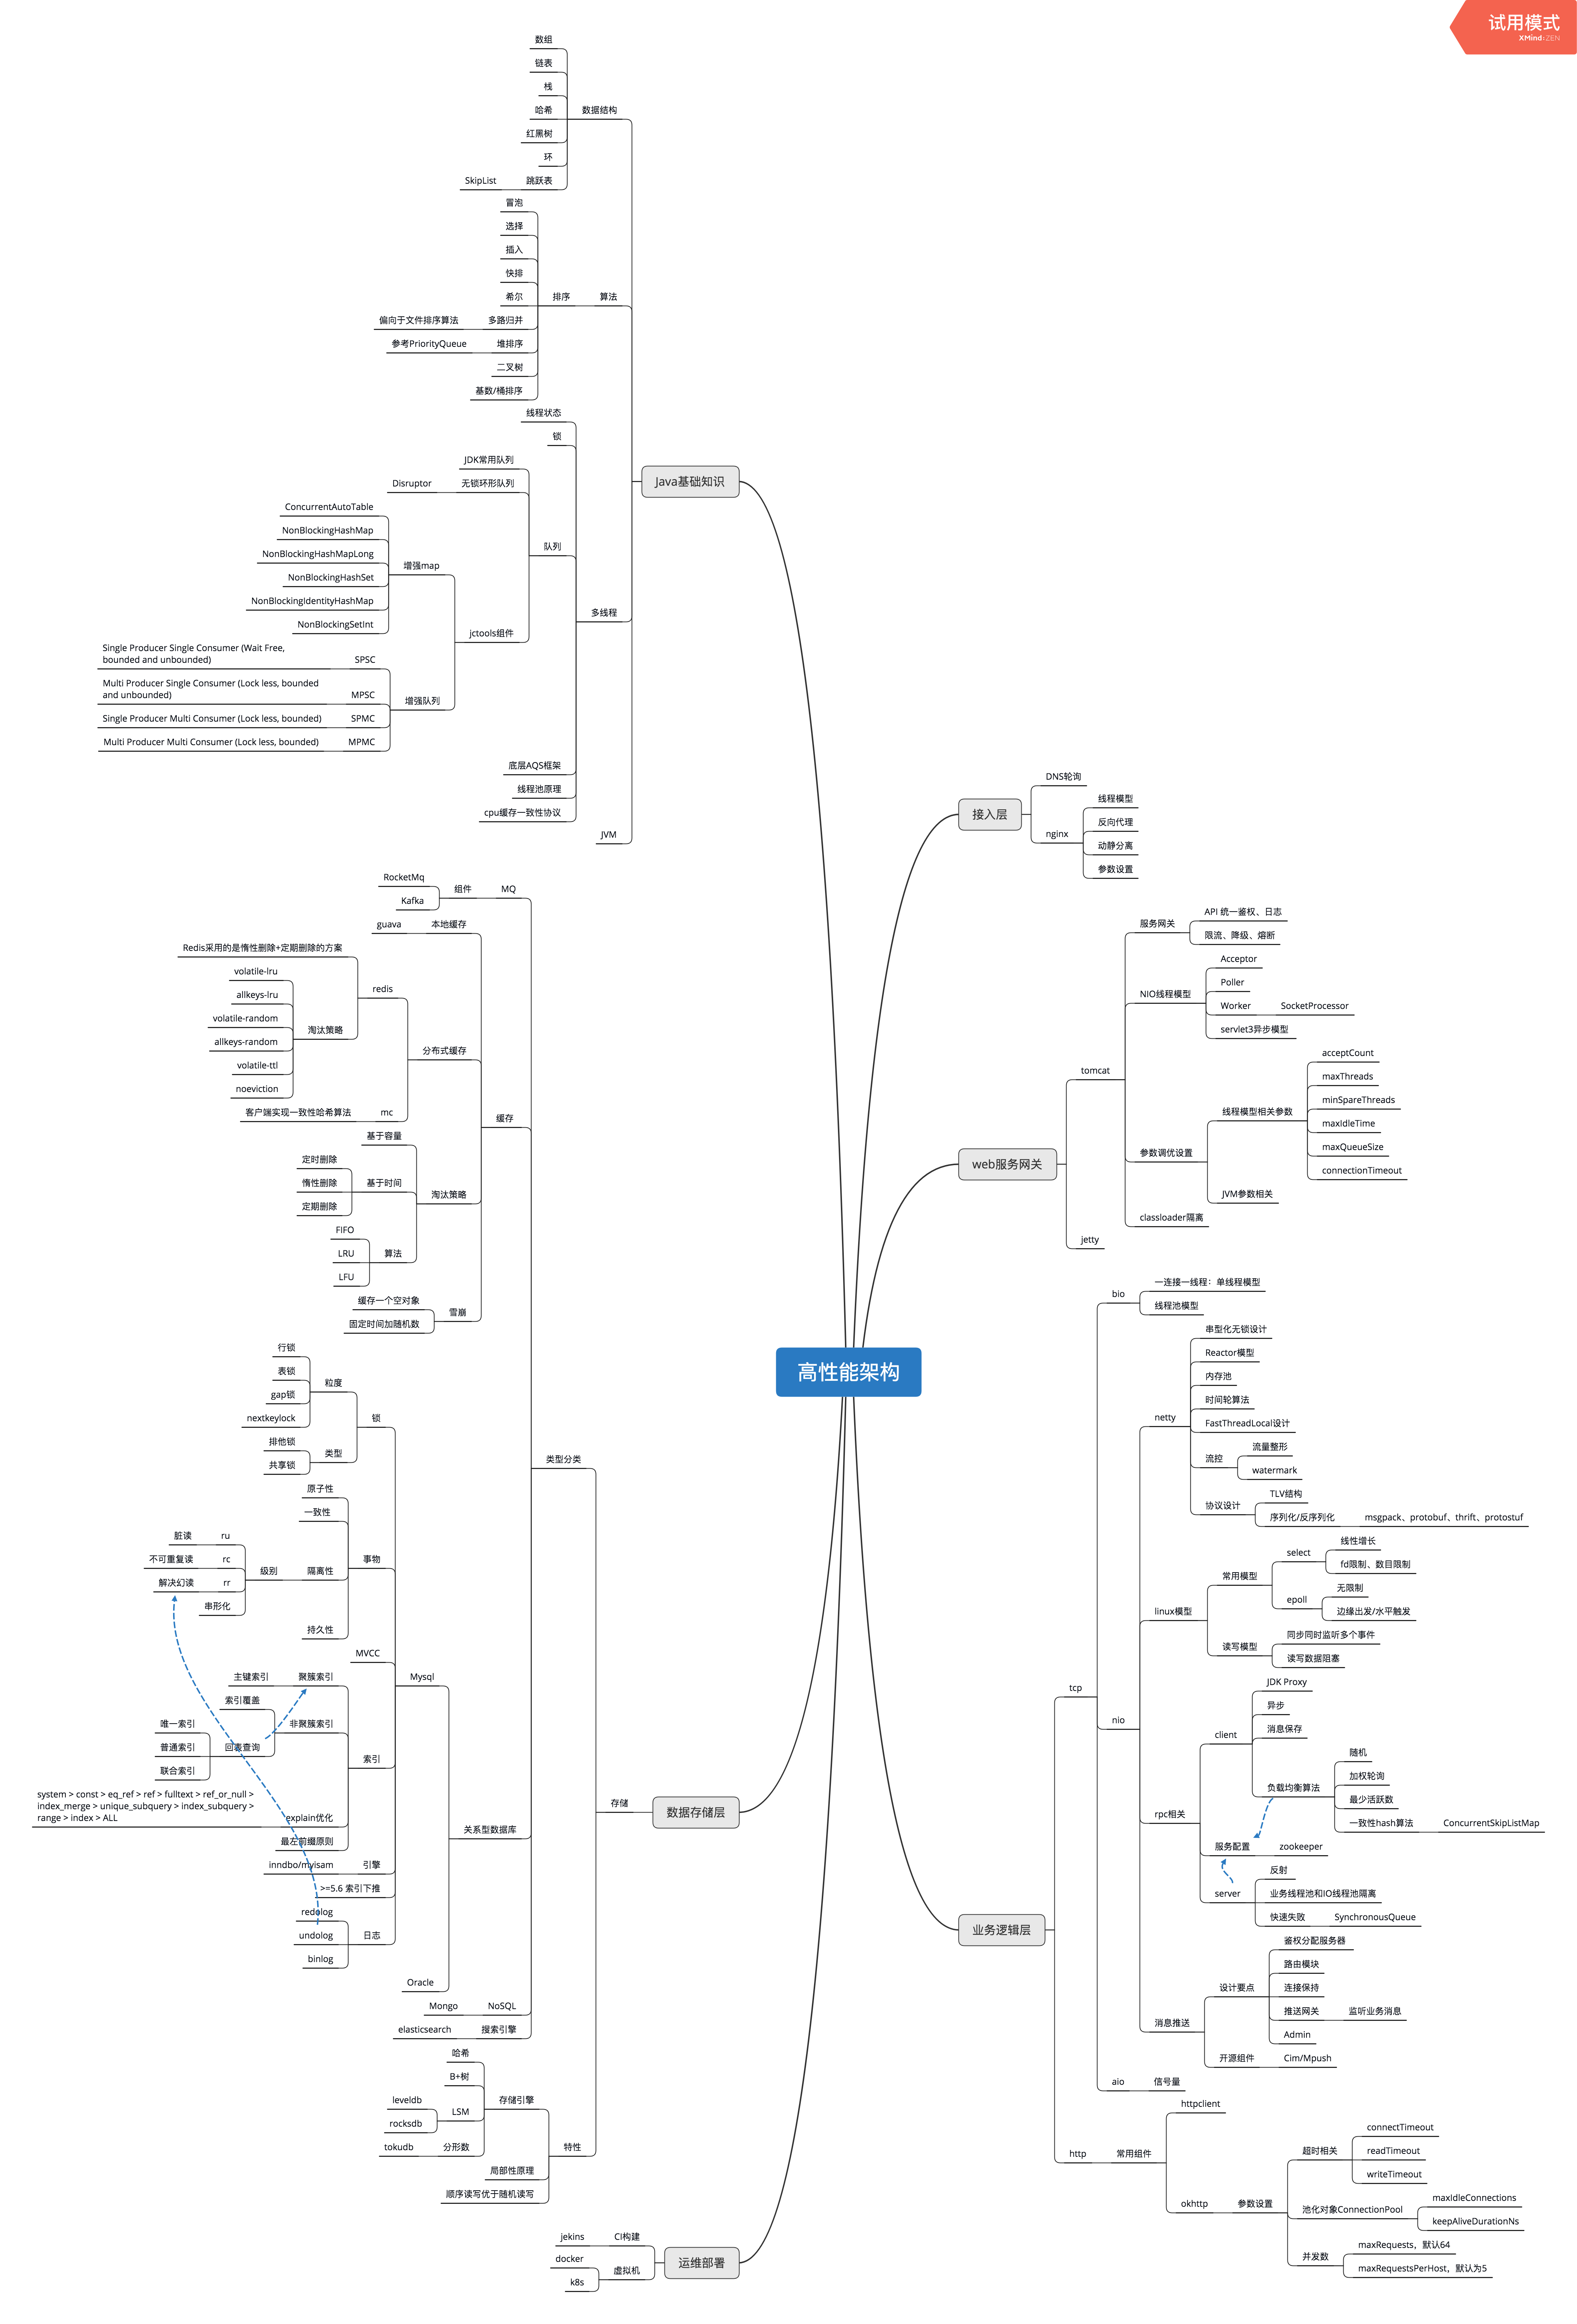 试用模式
XMind:ZEN
高性能架构
Java基础知识
数据结构
数组
链表
栈
哈希
红黑树
环
跳跃表
SkipList
算法
排序
冒泡
选择
插入
快排
希尔
多路归并
偏向于文件排序算法
堆排序
参考PriorityQueue
二叉树
基数/桶排序
多线程
线程状态
锁
队列
JDK常用队列
无锁环形队列
Disruptor
jctools组件
增强map
ConcurrentAutoTable
NonBlockingHashMap
NonBlockingHashMapLong
NonBlockingHashSet
NonBlockingIdentityHashMap
NonBlockingSetInt
增强队列
SPSC
Single Producer Single Consumer (Wait Free,
bounded and unbounded)
MPSC
Multi Producer Single Consumer (Lock less, bounded
and unbounded)
SPMC
Single Producer Multi Consumer (Lock less, bounded)
MPMC
Multi Producer Multi Consumer (Lock less, bounded)
底层AQS框架
线程池原理
cpu缓存一致性协议
JVM
接入层
DNS轮询
nginx
线程模型
反向代理
动静分离
参数设置
web服务网关
tomcat
服务网关
API 统一鉴权、日志
限流、降级、熔断
NIO线程模型
Acceptor
Poller
Worker
SocketProcessor
servlet3异步模型
参数调优设置
线程模型相关参数
acceptCount
maxThreads
minSpareThreads
maxIdleTime
maxQueueSize
connectionTimeout
JVM参数相关
classloader隔离
jetty
业务逻辑层
tcp
bio
一连接一线程：单线程模型
线程池模型
nio
netty
串型化无锁设计
Reactor模型
内存池
时间轮算法
FastThreadLocal设计
流控
流量整形
watermark
协议设计
TLV结构
序列化/反序列化
msgpack、protobuf、thrift、protostuf
linux模型
常用模型
select
线性增长
fd限制、数目限制
epoll
无限制
边缘出发/水平触发
读写模型
同步同时监听多个事件
读写数据阻塞
rpc相关
client
JDK Proxy
异步
消息保存
负载均衡算法
随机
加权轮询
最少活跃数
一致性hash算法
ConcurrentSkipListMap
服务配置
zookeeper
server
反射
业务线程池和IO线程池隔离
快速失败
SynchronousQueue
消息推送
设计要点
鉴权分配服务器
路由模块
连接保持
推送网关
监听业务消息
Admin
开源组件
Cim/Mpush
aio
信号量
http
常用组件
httpclient
okhttp
参数设置
超时相关
connectTimeout
readTimeout
writeTimeout
池化对象ConnectionPool
maxIdleConnections
keepAliveDurationNs
并发数
maxRequests，默认64
maxRequestsPerHost，默认为5
数据存储层
存储
类型分类
MQ
组件
RocketMq
Kafka
缓存
本地缓存
guava
分布式缓存
redis
Redis采用的是惰性删除+定期删除的方案
淘汰策略
volatile-lru
allkeys-lru
volatile-random
allkeys-random
volatile-ttl
noeviction
mc
客户端实现一致性哈希算法
淘汰策略
基于容量
基于时间
定时删除
惰性删除
定期删除
算法
FIFO
LRU
LFU
雪崩
缓存一个空对象
固定时间加随机数
关系型数据库
Mysql
锁
粒度
行锁
表锁
gap锁
nextkeylock
类型
排他锁
共享锁
事物
原子性
一致性
隔离性
级别
ru
脏读
rc
不可重复读
rr
解决幻读
串形化
持久性
MVCC
索引
聚簇索引
主键索引
非聚簇索引
索引覆盖
回表查询
唯一索引
普通索引
联合索引
explain优化
system > const > eq_ref > ref > fulltext > ref_or_null >
index_merge > unique_subquery > index_subquery >
range > index > ALL
最左前缀原则
引擎
inndbo/myisam
>=5.6 索引下推
日志
redolog
undolog
binlog
Oracle
NoSQL
Mongo
搜索引擎
elasticsearch
特性
存储引擎
哈希
B+树
LSM
leveldb
rocksdb
分形数
tokudb
局部性原理
顺序读写优于随机读写
运维部署
CI构建
jekins
虚拟机
docker
k8s